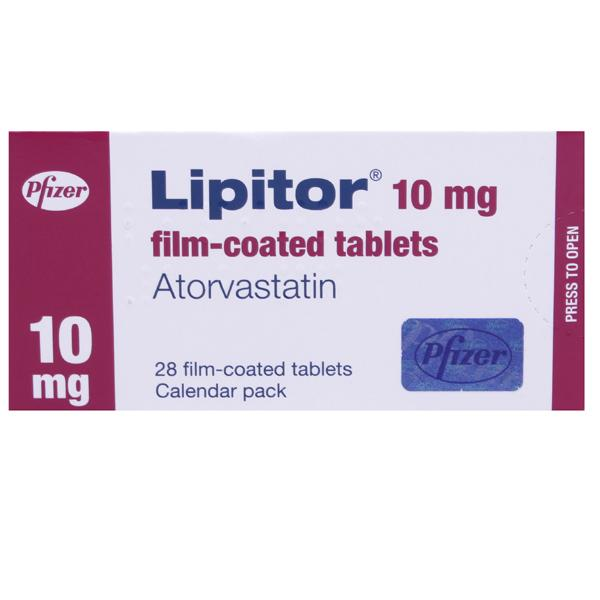 Pfizer
Lipitor® 10 mg
film-coated tablets
Atorvastatin
10
mg
28 film-coated tablets
Calendar pack
Pfizer
PRESS TO OPEN